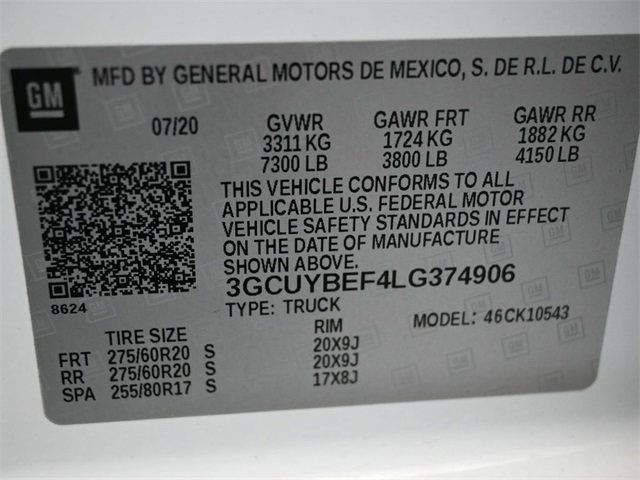 GM
MFD BY GENERAL MOTORS DE MEXICO, S. DE R.L. DE C.V.
07/20 GVWR GAWR FRT GAWR RR
3311 KG 1724 KG 1882 KG
7300 LB 3800 LB 4150 LB
THIS VEHICLE CONFORMS TO ALL
APPLICABLE U.S. FEDERAL MOTOR
VEHICLE SAFETY STANDARDS IN EFFECT
ON THE DATE OF MANUFACTURE
8624 3GCUYBEF4LG374906
TYPE: TRUCK MODEL: 46CK10543
TIRE SIZE RIM
FRT 275/60R20 S 20X9J
RR 275/60R20 S 20X9J
SPA 255/80R17 S 17X8J